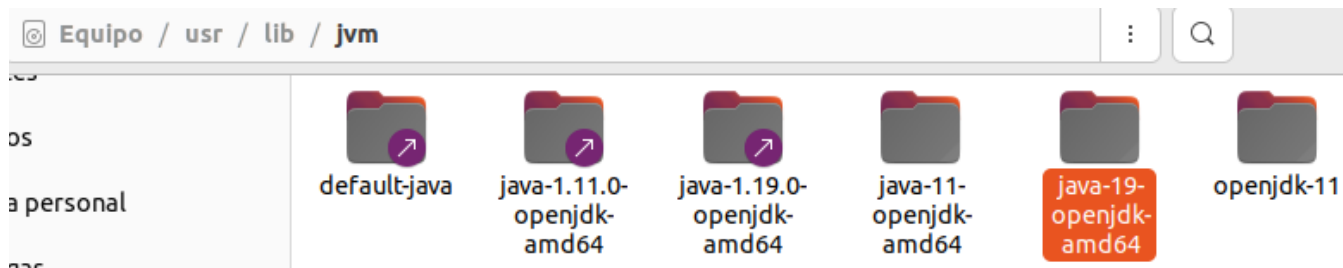 Equipo / usr / lib / jvm
os
a personal
default-java
java-1.11.0-
openjdk-
amd64
java-1.19.0-
openjdk-
amd64
java-11-
openjdk-
amd64
java-19-
openjdk-
amd64
openjdk-11